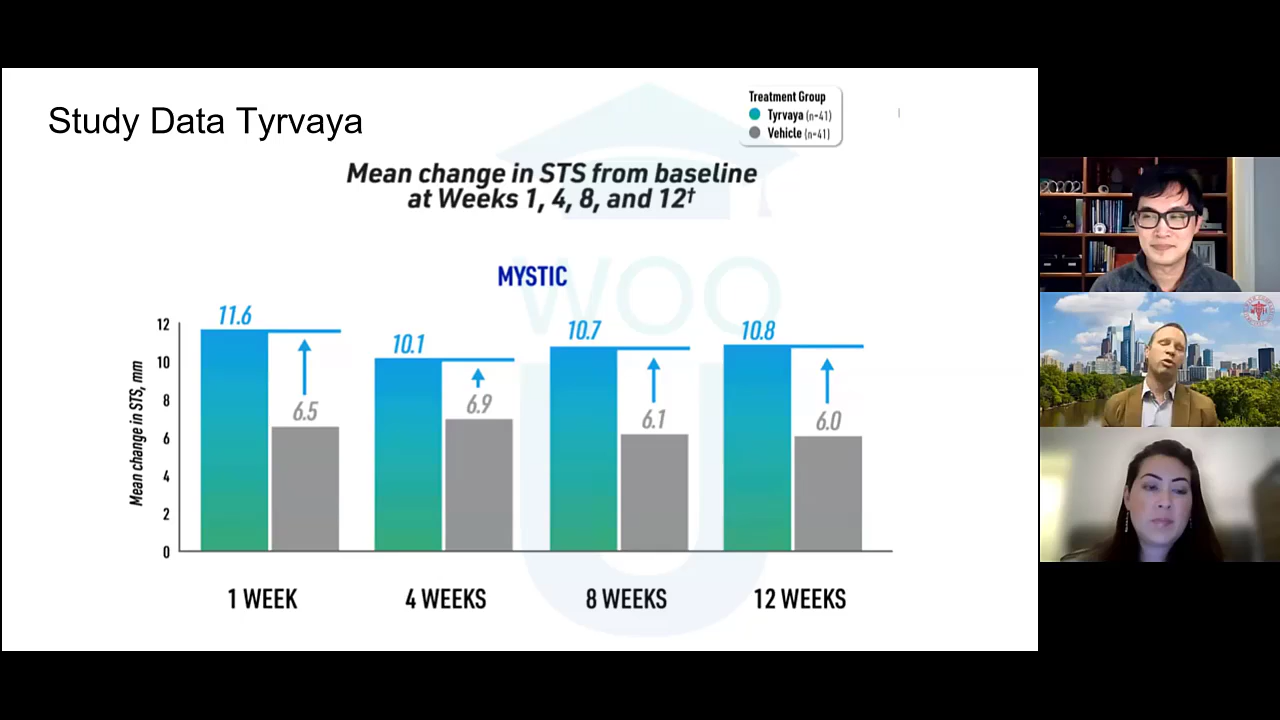 Study Data Tyrvaya
Treatment Group
Tyrvaya (n=41)
Vehicle (n=41)
Mean change in STS from baseline
at Weeks 1, 4, 8, and 12†
WOO
U
MYSTIC
Mean change in STS, mm
12
10
8
6
4
2
0
11.6
6.5
10.1
6.9
10.7
6.1
10.8
6.0
1 WEEK
4 WEEKS
8 WEEKS
12 WEEKS